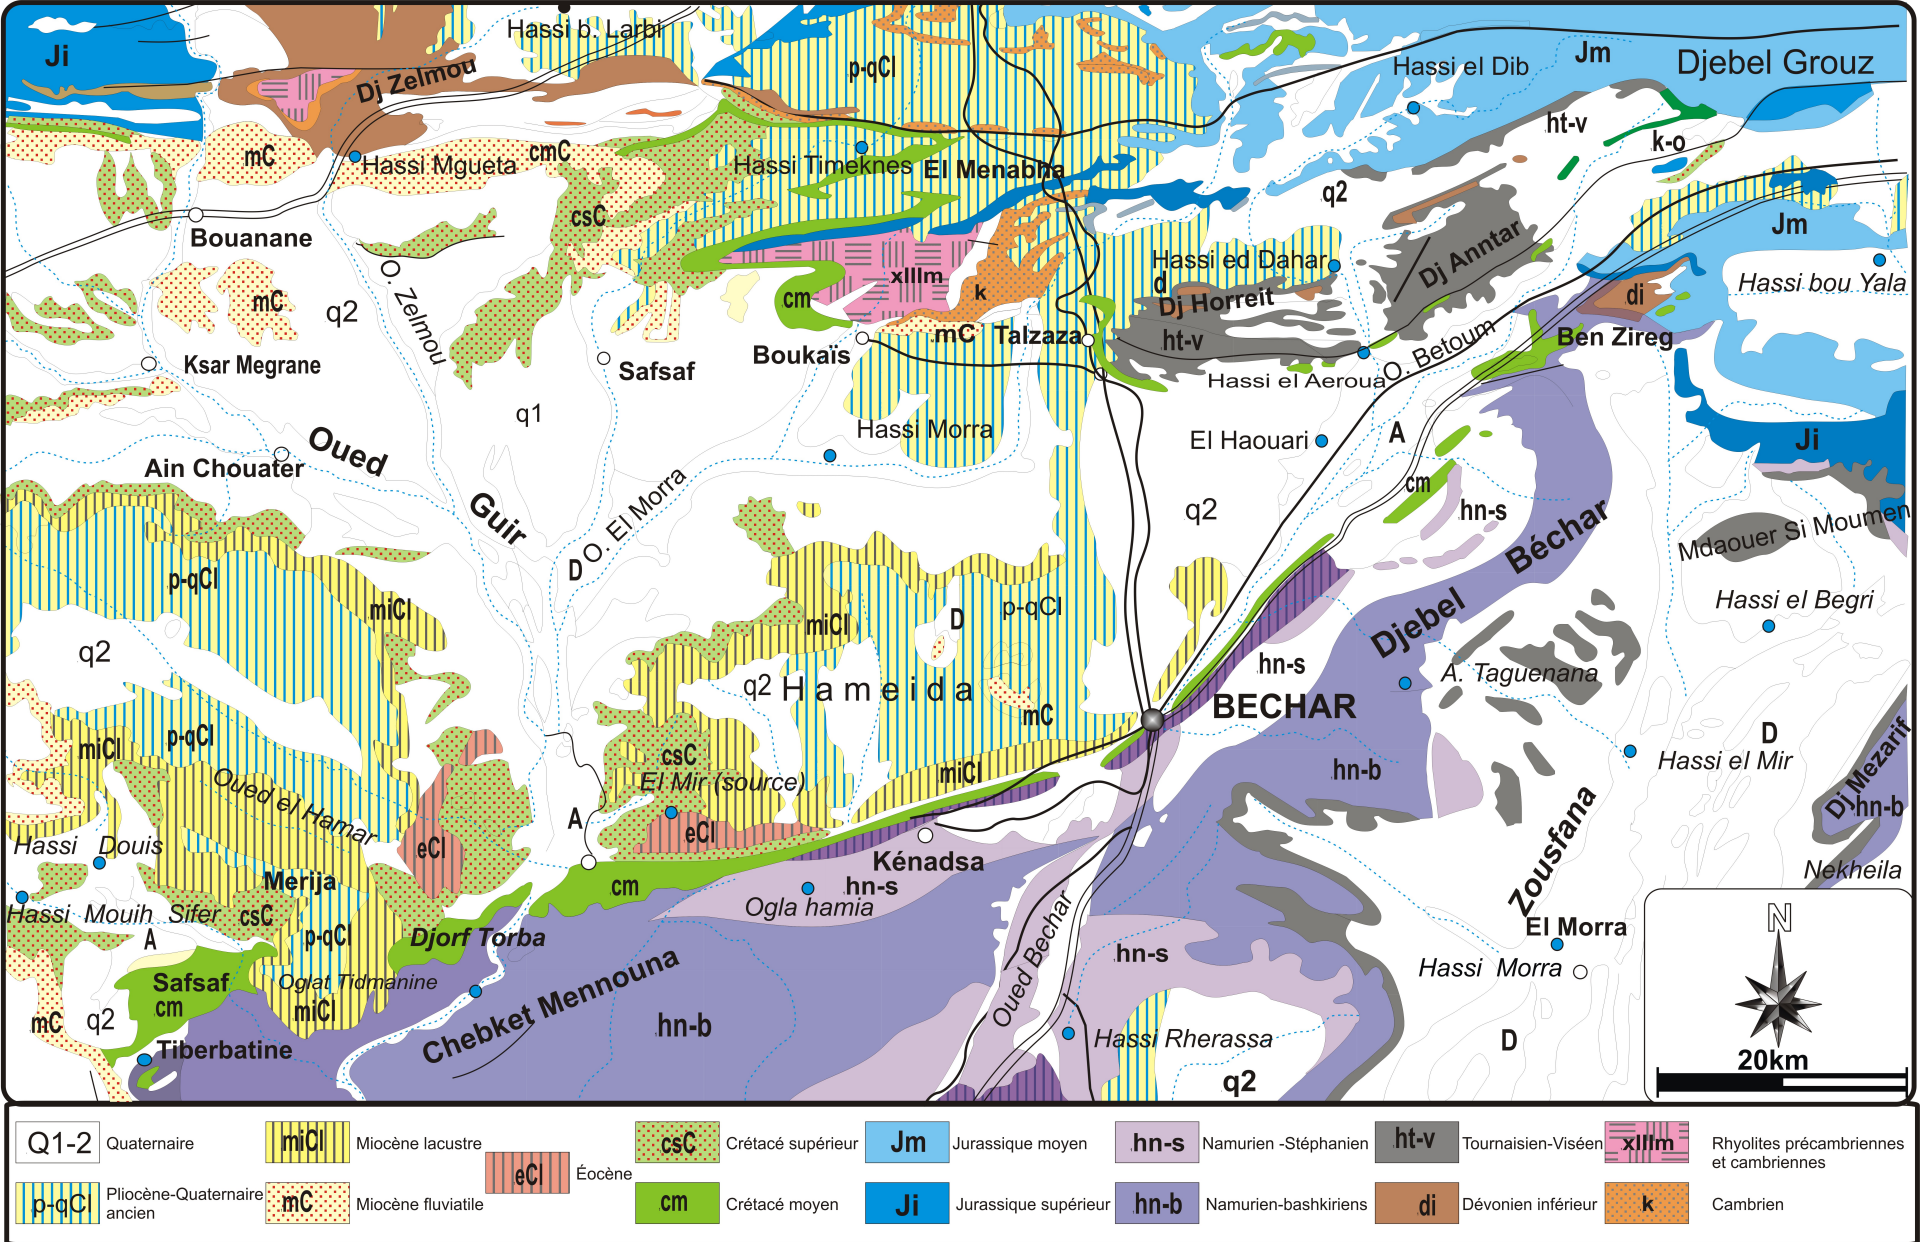 Hassi b. Larbi
Ji
p-qCl
Jm
Djebel Grouz
Hassi el Dib
Dj Zelmou
ht-v
k-o
mC
Hassi Mgueta
cmC
Hassi Timeknes
El Menabha
q2
csC
Bouanane
Jm
O. Zelmou
xIIIm
k
Hassi ed Dahar
d
Dj Anntar
Hassi bou Yala
mC
q2
cm
Dj Horreit
di
mC
Talzaza
ht-v
O. Betoum
Ben Zireg
Ksar Megrane
Safsaf
Boukaïs
Hassi el Aeroua
q1
Hassi Morra
El Haouari
A
Ji
Oued
Ain Chouater
Guir
O. El Morra
cm
hn-s
q2
Béchar
Mdaouer Si Moumen
D
p-qCl
miCl
miCl
D
p-qCl
Djebel
Hassi el Begri
q2
hn-s
A. Taguenana
q2
Hameida
BECHAR
mC
miCl
p-qCl
csC
El Mir (source)
miCl
hn-b
D
Hassi el Mir
Dj Mezarif
hn-b
Oued el Hamar
A
eCl
eCl
Hassi Douis
Kénadsa
Zousfana
Nekheila
Merija
cm
hn-s
Ogla hamia
Hassi Mouih Sifer
csC
A
p-qCl
Djorf Torba
Oued Bechar
hn-s
El Morra
Hassi Morra
N
Safsaf
cm
Oglat Tidmanine
miCl
Chebket Mennouna
hn-b
mC
q2
Tiberbatine
Hassi Rherassa
q2
D
20km
Q1-2 Quaternaire
miCl Miocène lacustre
eCl Éocène
csC Crétacé supérieur
Jm Jurassique moyen
hn-s Namurien -Stéphanien
ht-v Tournaisien-Viséen
xIIIm Rhyolites précambriennes
et cambriennes
p-qCl Pliocène-Quaternaire
ancien
mC Miocène fluviatile
cm Crétacé moyen
Ji Jurassique supérieur
hn-b Namurien-bashkiriens
di Dévonien inférieur
k Cambrien